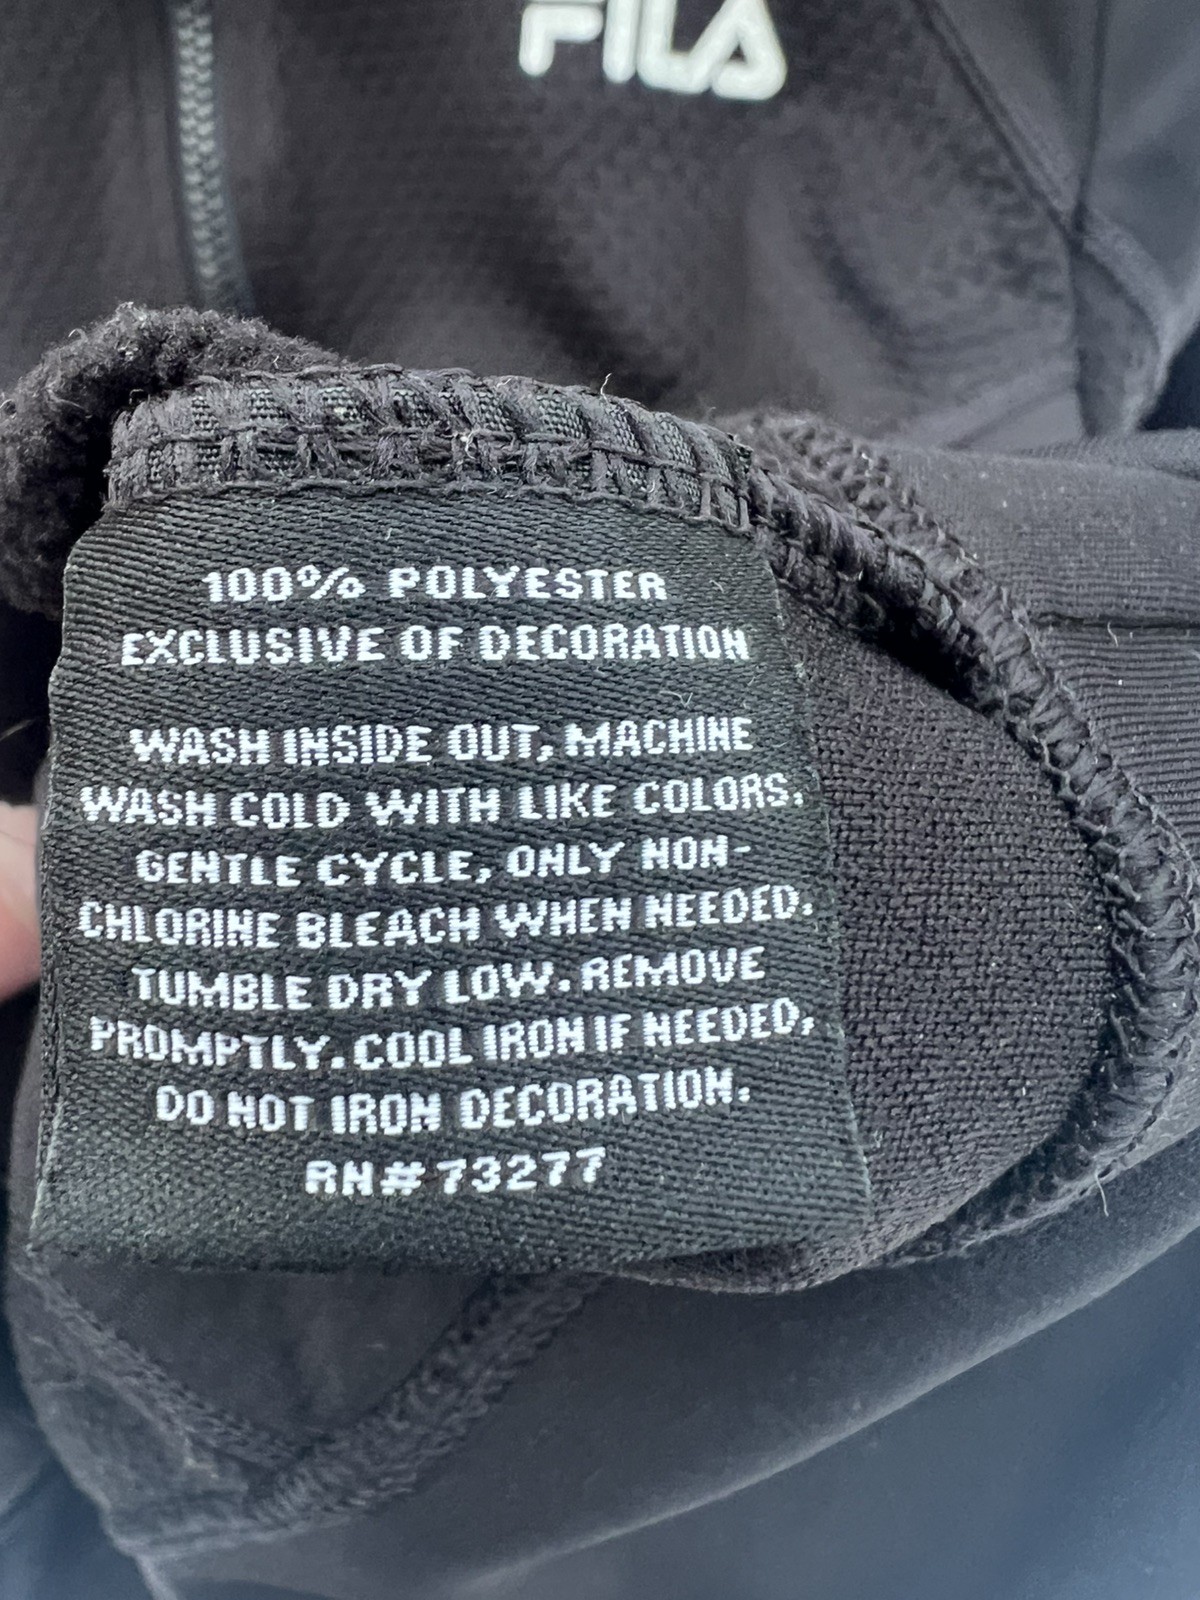 FILA
100% POLYESTER
EXCLUSIVE OF DECORATION
WASH INSIDE OUT, MACHINE
WASH COLD WITH LIKE COLORS.
GENTLE CYCLE, ONLY NON-
CHLORINE BLEACH WHEN NEEDED.
TUMBLE DRY LOW. REMOVE
PROMPTLY. COOL IRON IF NEEDED,
DO NOT IRON DECORATION.
RN# 73277